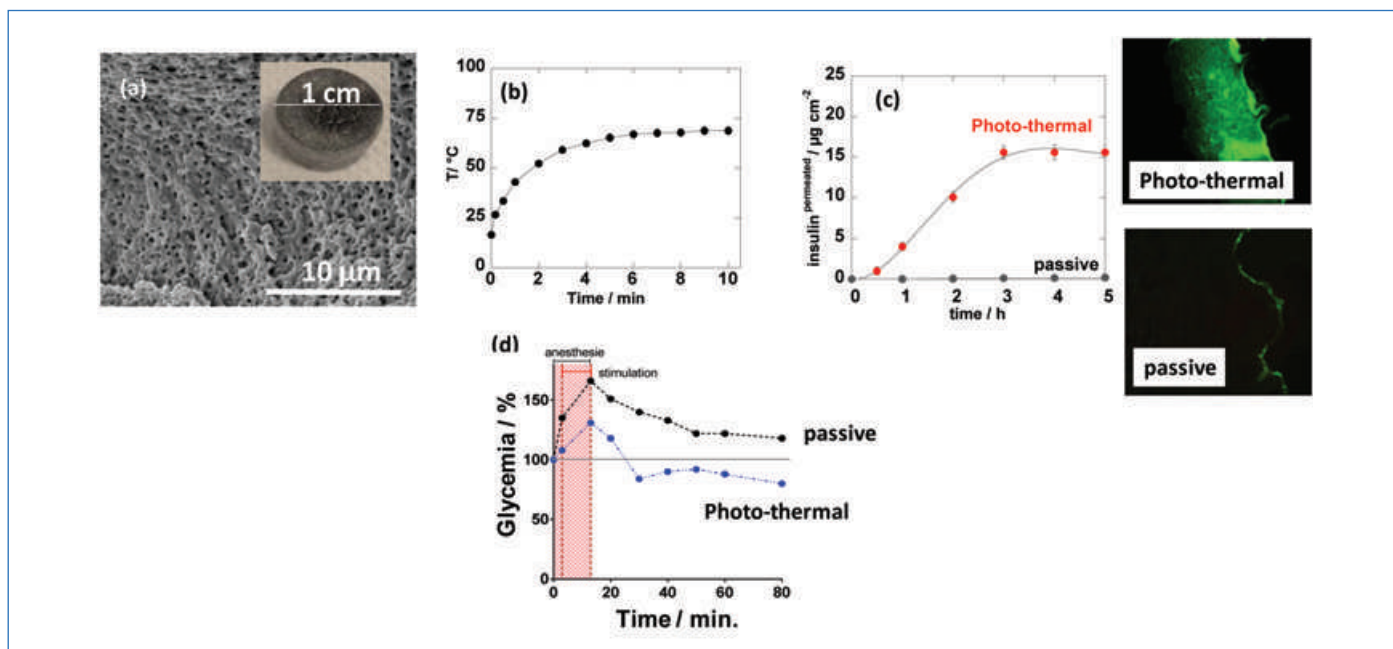 (a)
1 cm
10 µm
(b)
100
75
50
25
0
T/ °C
0 2 4 6 8 10
Time / min
(c)
25
20
15
10
5
0
insulin permeated / µg cm-2
Photo-thermal
passive
0 1 2 3 4 5
time / h
Photo-thermal
passive
(d)
anesthesie
stimulation
150
100
50
0
Glycemia / %
passive
Photo-thermal
0 20 40 60 80
Time / min.